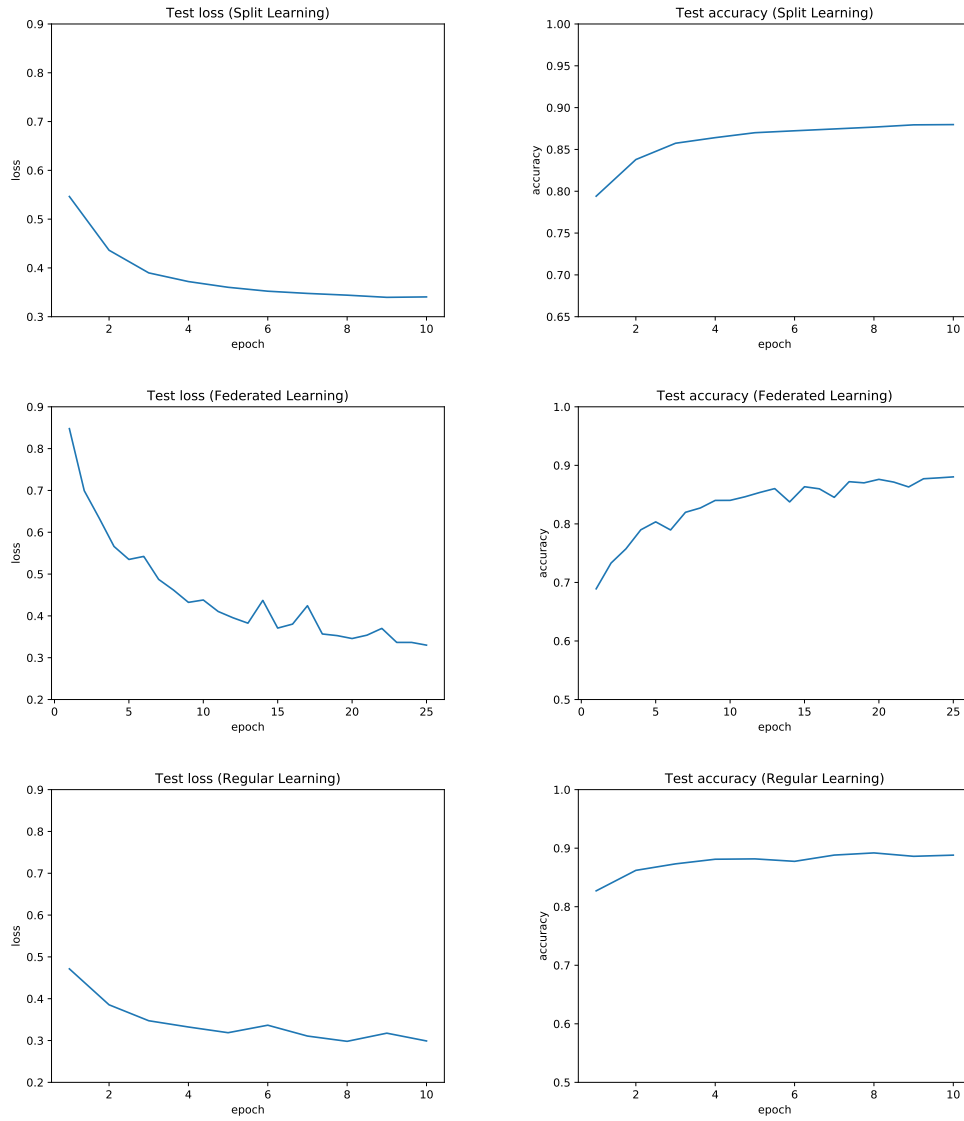 Test loss (Split Learning)
0.9
0.8
0.7
0.6
0.5
0.4
0.3
loss
2 4 6 8 10
epoch
Test accuracy (Split Learning)
1.00
0.95
0.90
0.85
0.80
0.75
0.70
0.65
accuracy
2 4 6 8 10
epoch
Test loss (Federated Learning)
0.9
0.8
0.7
0.6
0.5
0.4
0.3
0.2
loss
0 5 10 15 20 25
epoch
Test accuracy (Federated Learning)
1.0
0.9
0.8
0.7
0.6
0.5
accuracy
0 5 10 15 20 25
epoch
Test loss (Regular Learning)
0.9
0.8
0.7
0.6
0.5
0.4
0.3
0.2
loss
2 4 6 8 10
epoch
Test accuracy (Regular Learning)
1.0
0.9
0.8
0.7
0.6
0.5
accuracy
2 4 6 8 10
epoch